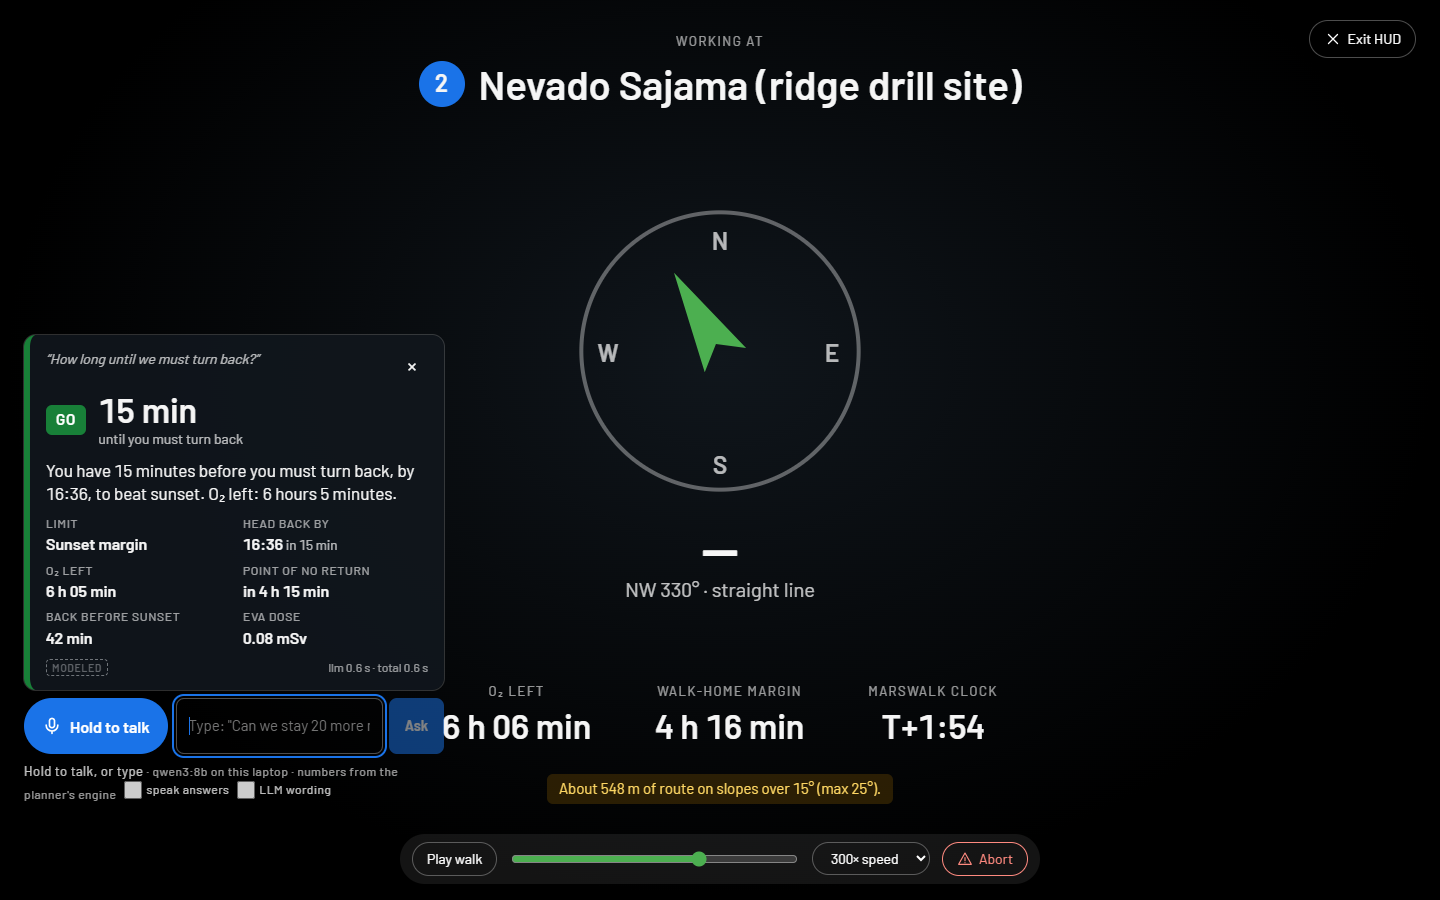 WORKING AT
Exit HUD
2 Nevado Sajama (ridge drill site)
N
W
E
S
NW 330° · straight line
“How long until we must turn back?”
×
GO
15 min
until you must turn back
You have 15 minutes before you must turn back, by
16:36, to beat sunset. O₂ left: 6 hours 5 minutes.
LIMIT HEAD BACK BY
Sunset margin 16:36 in 15 min
O₂ LEFT POINT OF NO RETURN
6 h 05 min in 4 h 15 min
BACK BEFORE SUNSET EVA DOSE
42 min 0.08 mSv
MODELED llm 0.6 s · total 0.6 s
Hold to talk Type: "Can we stay 20 more Ask
Hold to talk, or type · qwen3:8b on this laptop · numbers from the
planner's engine speak answers LLM wording
O₂ LEFT WALK-HOME MARGIN MARSWALK CLOCK
6 h 06 min 4 h 16 min T+1:54
About 548 m of route on slopes over 15° (max 25°).
Play walk 300× speed Abort